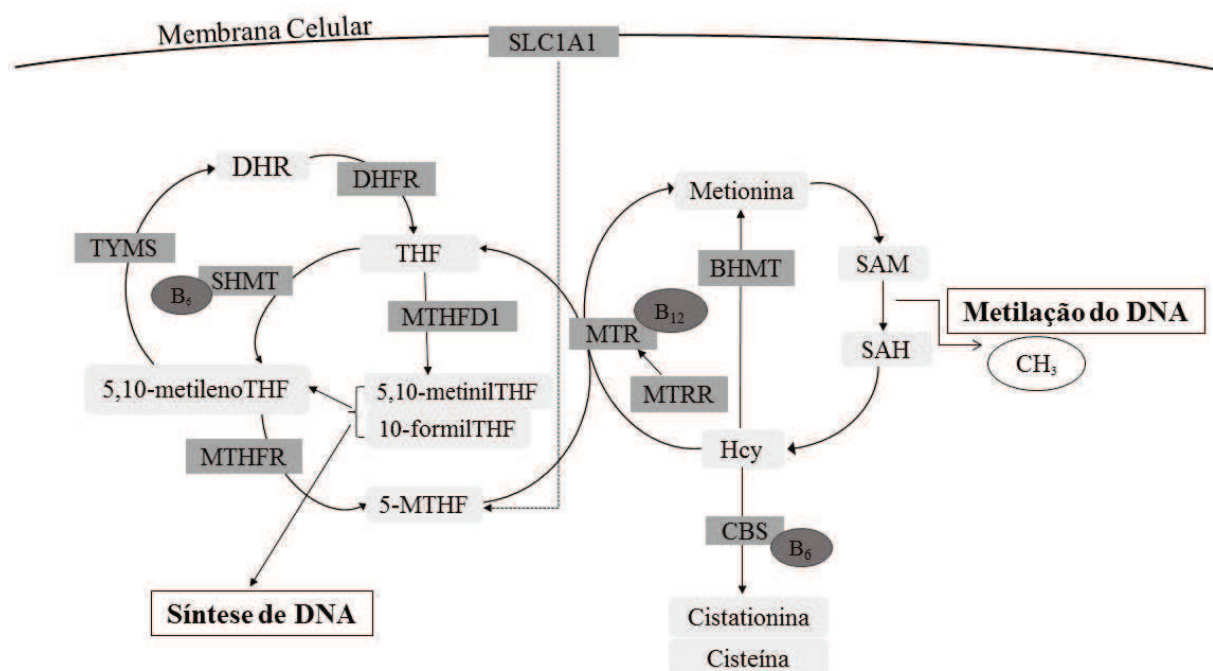 Membrana Celular
SLC1A1
DHR
DHFR
TYMS
THF
SHMT
B6
MTHFD1
5,10-metilenoTHF
5,10-metinilTHF
10-formilTHF
MTHFR
5-MTHF
Síntese de DNA
Metionina
BHMT
SAM
Metilação do DNA
SAH
CH3
B12
MTR
MTRR
Hcy
CBS
B6
Cistationina
Cisteína